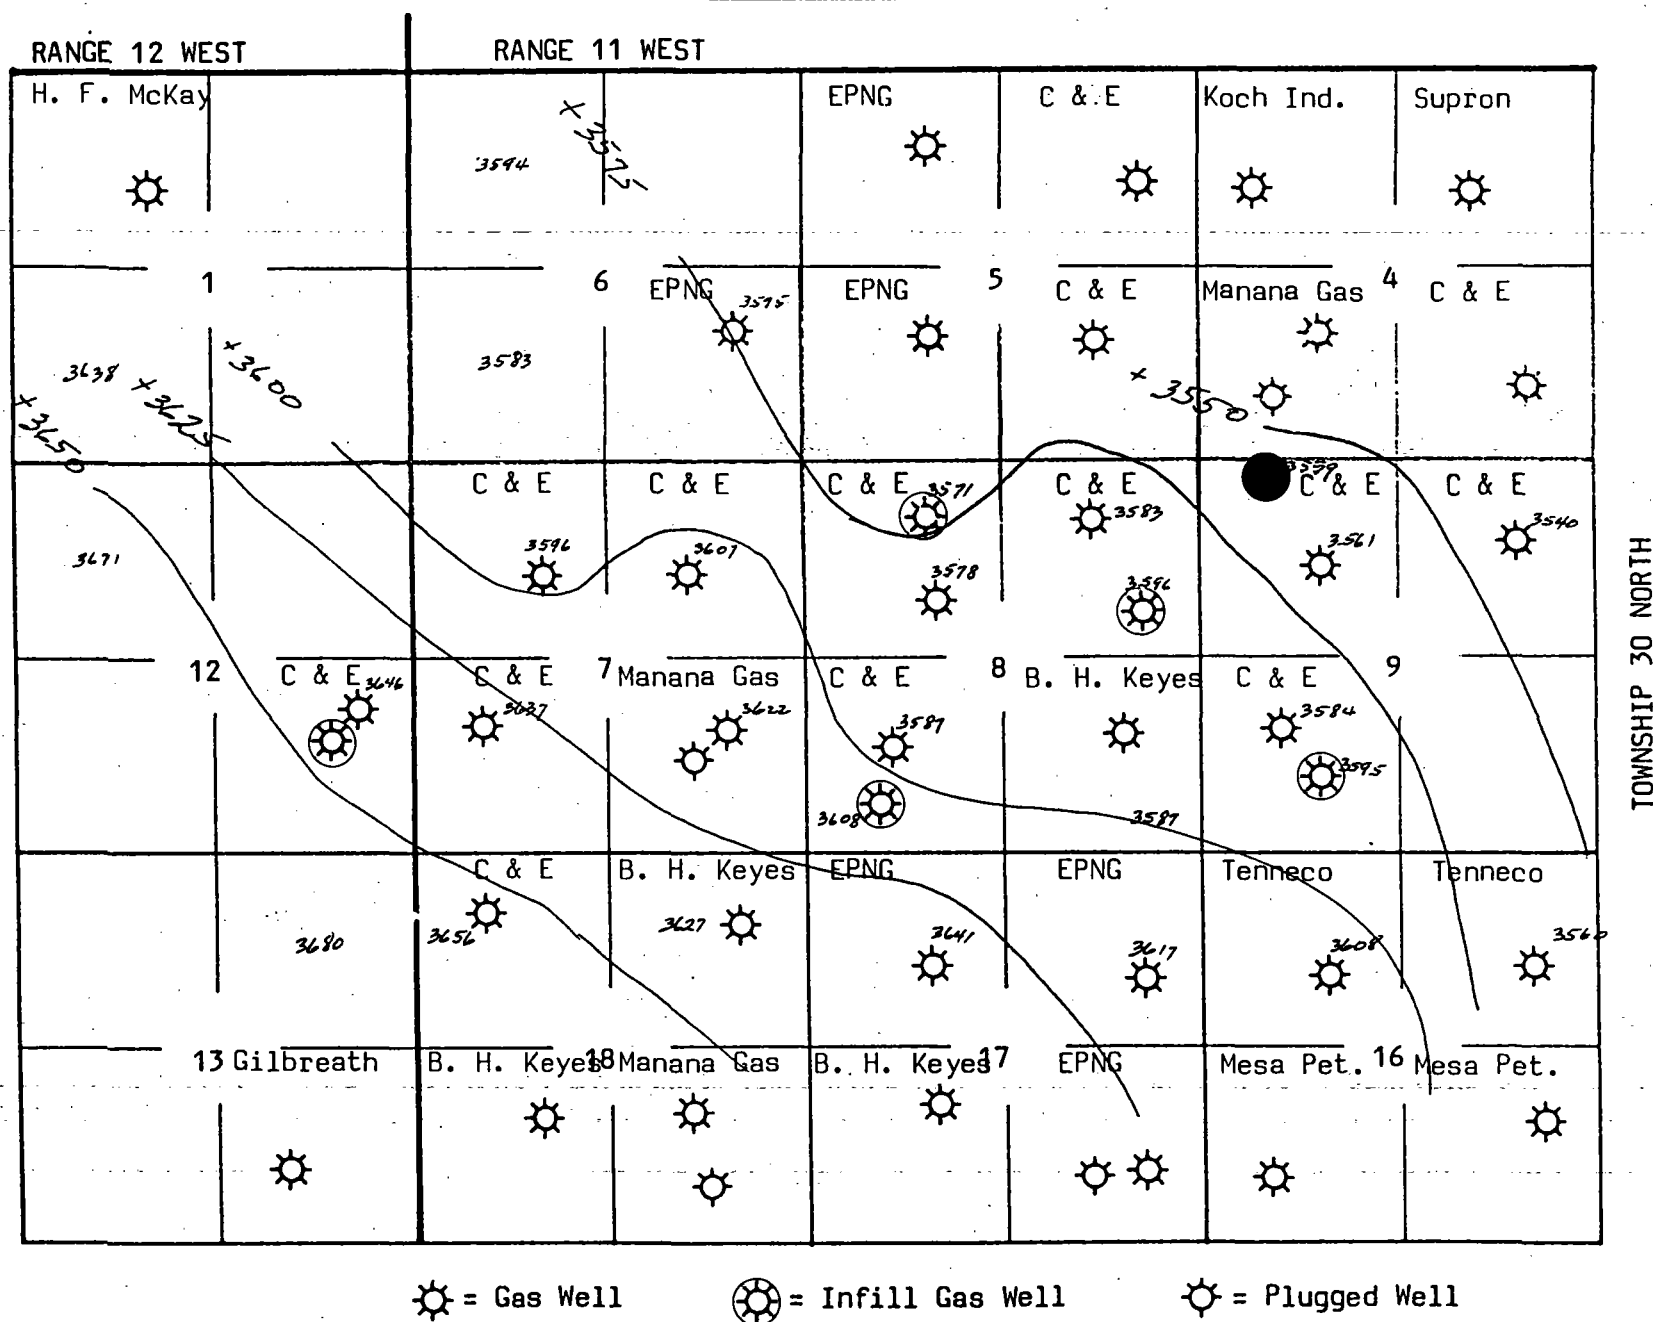 RANGE 12 WEST RANGE 11 WEST
H. F. McKay EPNG C & E Koch Ind. Supron
+3575
3594
1 6 5 4
EPNG EPNG C & E Manana Gas C & E
3575
3583
3638 +3600
+3625 +3550
+3650
C & E C & E C & E C & E 3559 C & E C & E
3571 3583 3540
3596 3607 3561
3671 3578 3596
TOWNSHIP 30 NORTH
12 7 8 9
C & E C & E Manana Gas C & E B. H. Keyes C & E
3646 3637 3622 3587 3584
3595
3608 3587
C & E B. H. Keyes EPNG EPNG Tenneco Tenneco
3680 3656 3627 3641 3617 3608 3560
13 Gilbreath B. H. Keyes 18 Manana Gas B. H. Keyes 17 EPNG Mesa Pet. 16 Mesa Pet.
= Gas Well = Infill Gas Well = Plugged Well